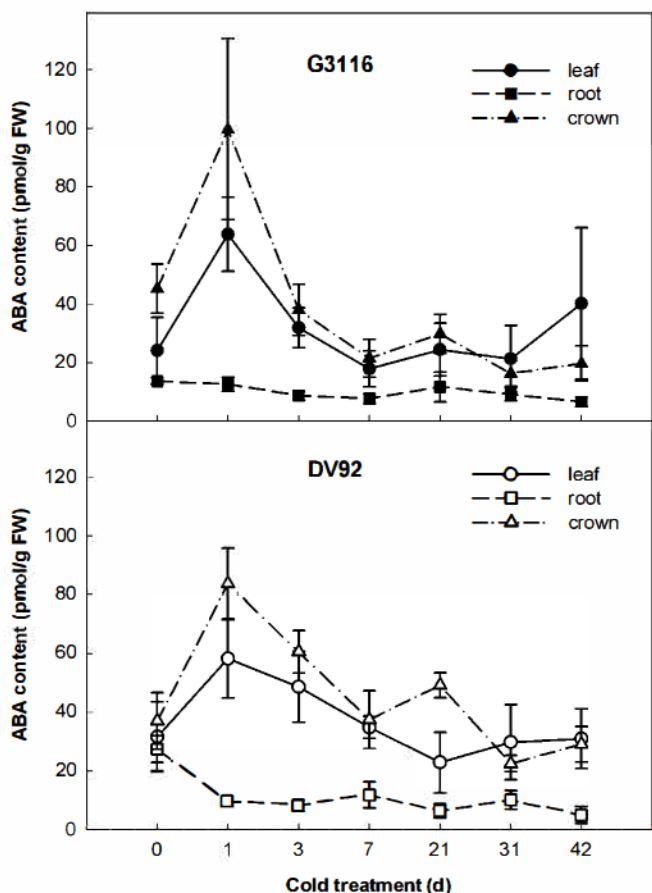 G3116
leaf
root
crown
ABA content (pmol/g FW)
120
100
80
60
40
20
0
DV92
leaf
root
crown
ABA content (pmol/g FW)
120
100
80
60
40
20
0
0 1 3 7 21 31 42
Cold treatment (d)